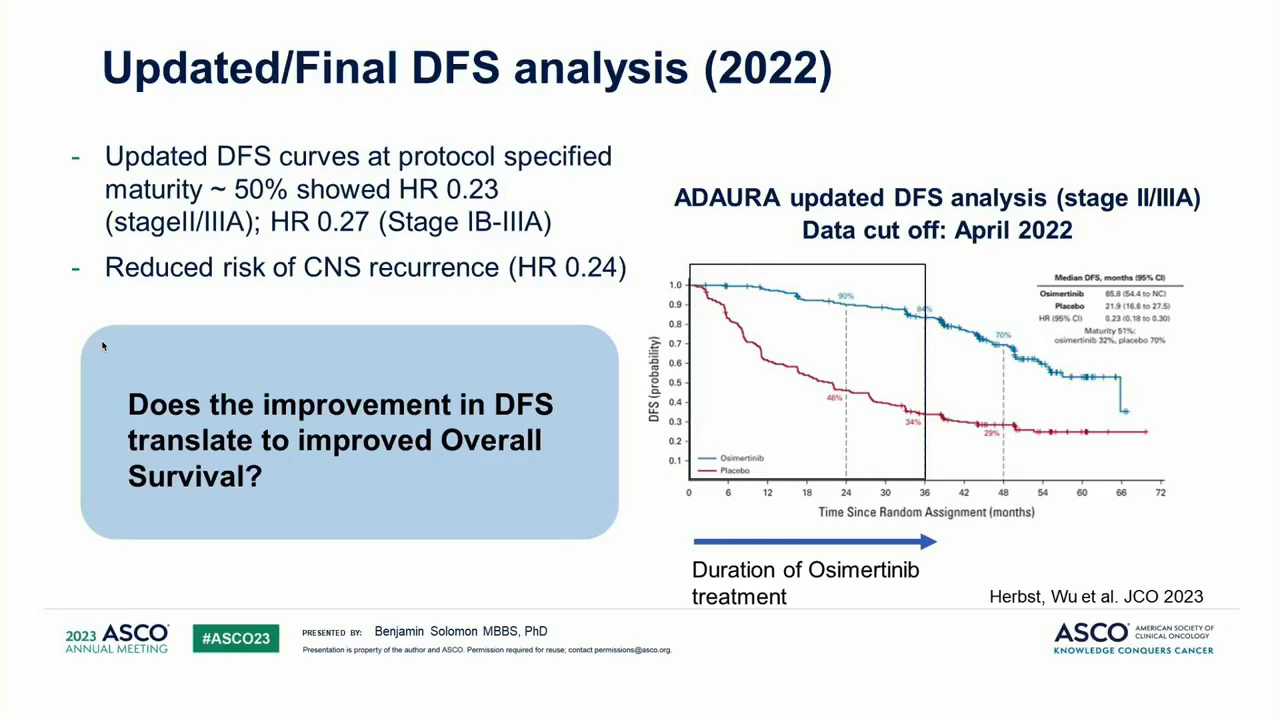 Updated/Final DFS analysis (2022)
- Updated DFS curves at protocol specified
maturity ~ 50% showed HR 0.23
(stageII/IIIA); HR 0.27 (Stage IB-IIIA)
- Reduced risk of CNS recurrence (HR 0.24)
Does the improvement in DFS
translate to improved Overall
Survival?
ADAURA updated DFS analysis (stage II/IIIA)
Data cut off: April 2022
Median DFS, months (95% CI)
Osimertinib 65.8 (54.4 to NC)
Placebo 21.9 (16.6 to 27.5)
HR (95% CI) 0.23 (0.18 to 0.30)
Maturity 51%:
osimertinib 32%, placebo 70%
DFS (probability)
1.0
0.9
0.8
0.7
0.6
0.5
0.4
0.3
0.2
0.1
90%
84%
70%
46%
34%
29%
Osimertinib
Placebo
0 6 12 18 24 30 36 42 48 54 60 66 72
Time Since Random Assignment (months)
Duration of Osimertinib
treatment
Herbst, Wu et al. JCO 2023
2023 ASCO
ANNUAL MEETING
#ASCO23
PRESENTED BY: Benjamin Solomon MBBS, PhD
Presentation is property of the author and ASCO. Permission required for reuse; contact permissions@asco.org.
ASCO AMERICAN SOCIETY OF
CLINICAL ONCOLOGY
KNOWLEDGE CONQUERS CANCER